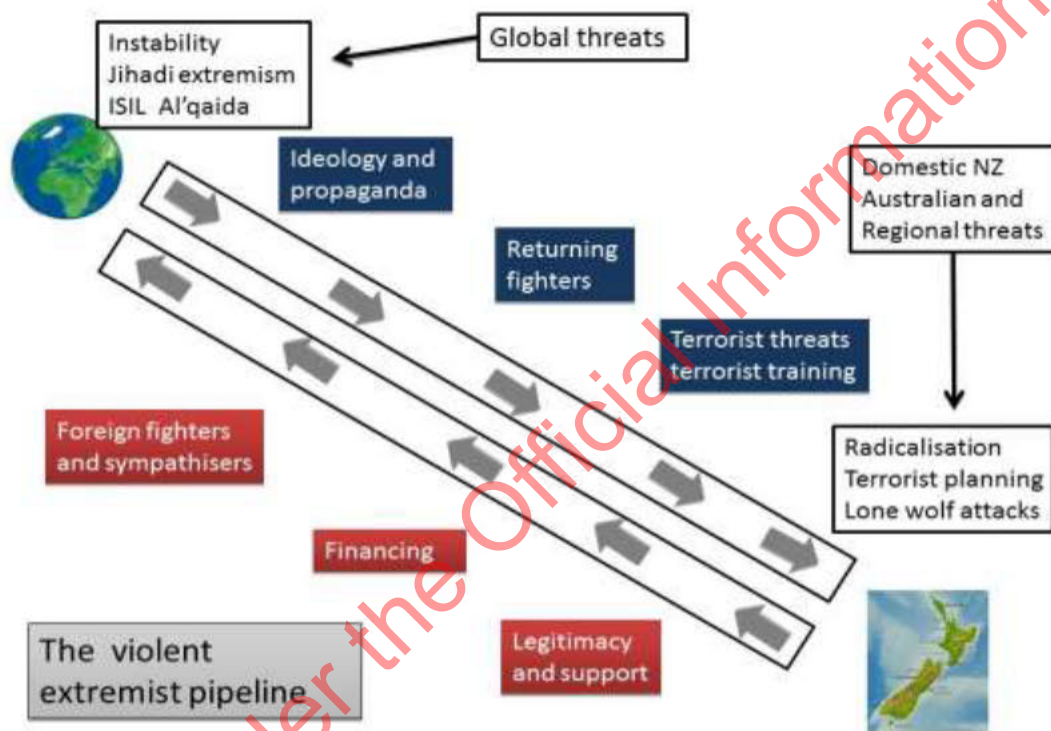 Instability
Jihadi extremism
ISIL Al'qaida
Global threats
Ideology and
propaganda
Domestic NZ
Australian and
Regional threats
Returning
fighters
Terrorist threats
terrorist training
Foreign fighters
and sympathisers
Radicalisation
Terrorist planning
Lone wolf attacks
Financing
Legitimacy
and support
The violent
extremist pipeline
the Official Information